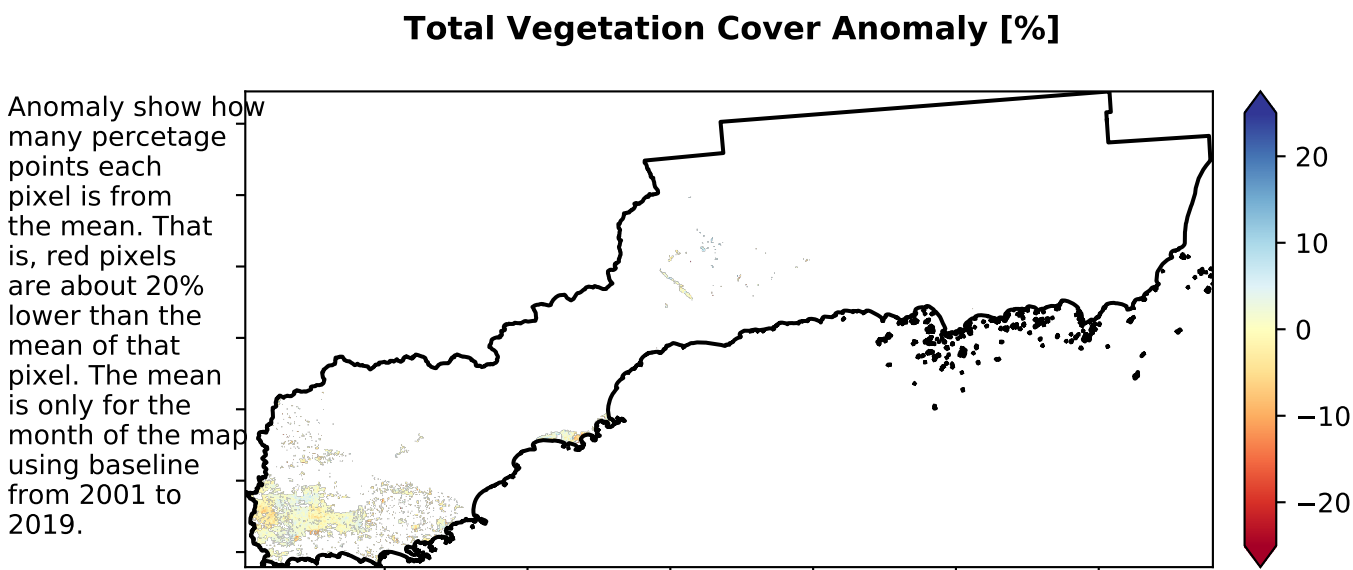 Total Vegetation Cover Anomaly [%]
Anomaly show how
many percetage
points each
pixel is from
the mean. That
is, red pixels
are about 20%
lower than the
mean of that
pixel. The mean
is only for the
month of the map
using baseline
from 2001 to
2019.
20
10
0
−10
−20